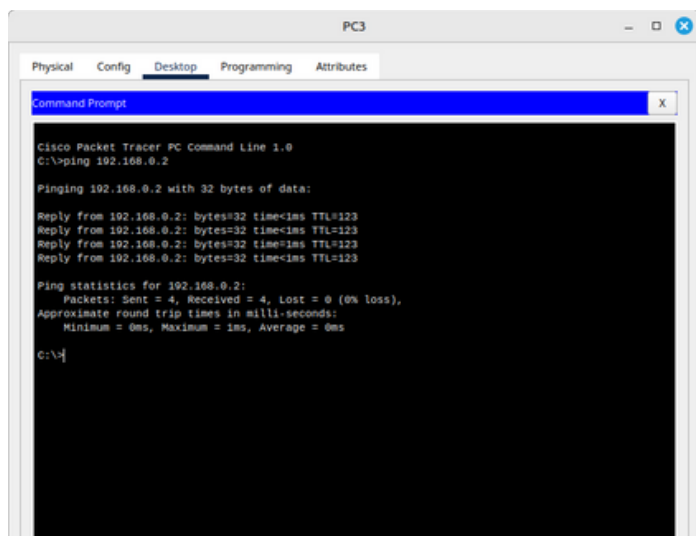 PC3
Physical Config Desktop Programming Attributes
Command Prompt
X
Cisco Packet Tracer PC Command Line 1.0
C:\>ping 192.168.0.2
Pinging 192.168.0.2 with 32 bytes of data:
Reply from 192.168.0.2: bytes=32 time<1ms TTL=123
Reply from 192.168.0.2: bytes=32 time<1ms TTL=123
Reply from 192.168.0.2: bytes=32 time=1ms TTL=123
Reply from 192.168.0.2: bytes=32 time<1ms TTL=123
Ping statistics for 192.168.0.2:
Packets: Sent = 4, Received = 4, Lost = 0 (0% loss),
Approximate round trip times in milli-seconds:
Minimum = 0ms, Maximum = 1ms, Average = 0ms
C:\>